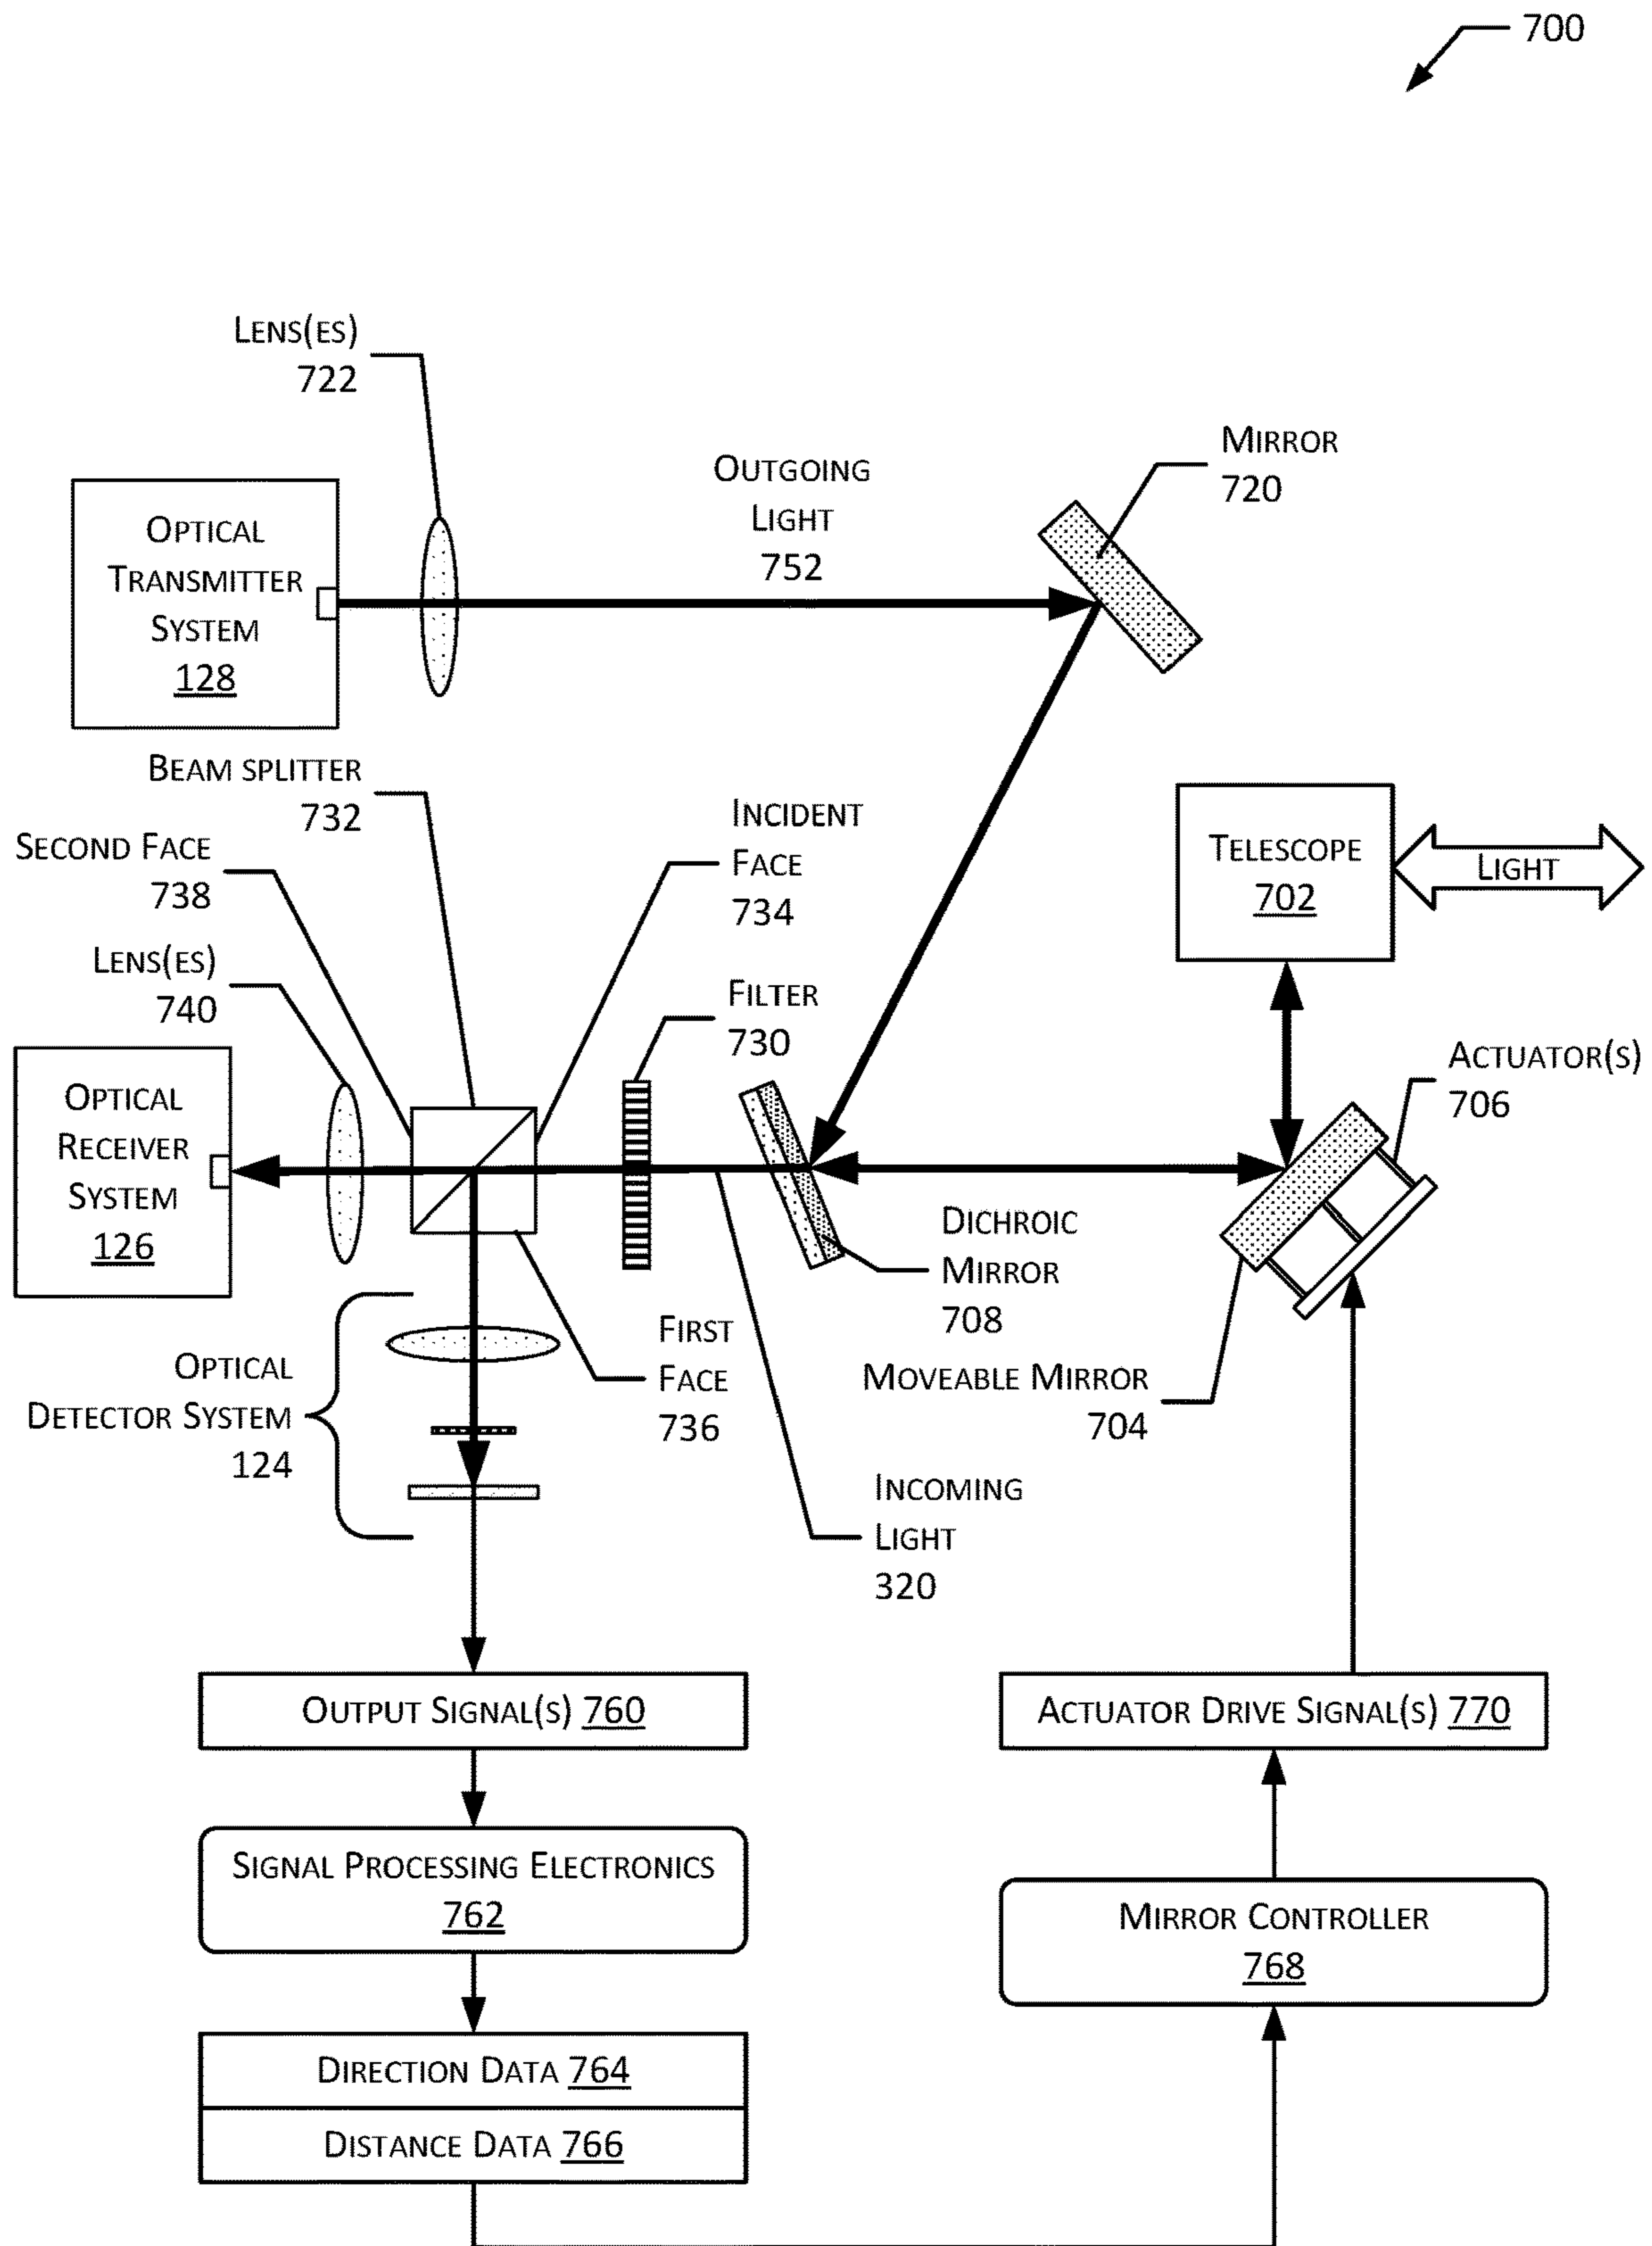 700
LENS(ES)
722
MIRROR
720
OUTGOING
LIGHT
752
OPTICAL
TRANSMITTER
SYSTEM
128
BEAM SPLITTER
732
INCIDENT
FACE
734
SECOND FACE
738
TELESCOPE
702
LIGHT
LENS(ES)
740
FILTER
730
ACTUATOR(S)
706
OPTICAL
RECEIVER
SYSTEM
126
DICHROIC
MIRROR
708
FIRST
FACE
736
MOVEABLE MIRROR
704
OPTICAL
DETECTOR SYSTEM
124
INCOMING
LIGHT
320
OUTPUT SIGNAL(S) 760
ACTUATOR DRIVE SIGNAL(S) 770
SIGNAL PROCESSING ELECTRONICS
762
MIRROR CONTROLLER
768
DIRECTION DATA 764
DISTANCE DATA 766